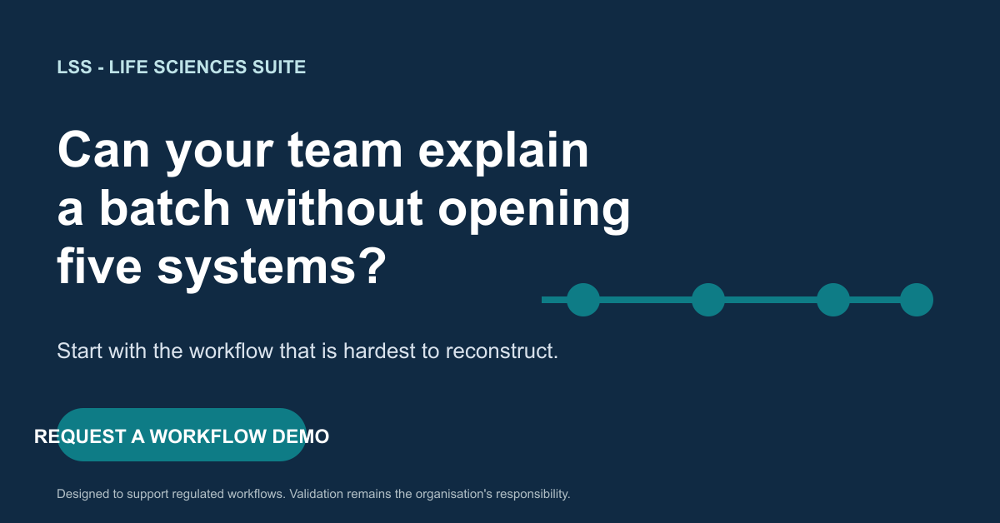 LSS - LIFE SCIENCES SUITE
Can your team explain
a batch without opening
five systems?
Start with the workflow that is hardest to reconstruct.
REQUEST A WORKFLOW DEMO
Designed to support regulated workflows. Validation remains the organisation's responsibility.